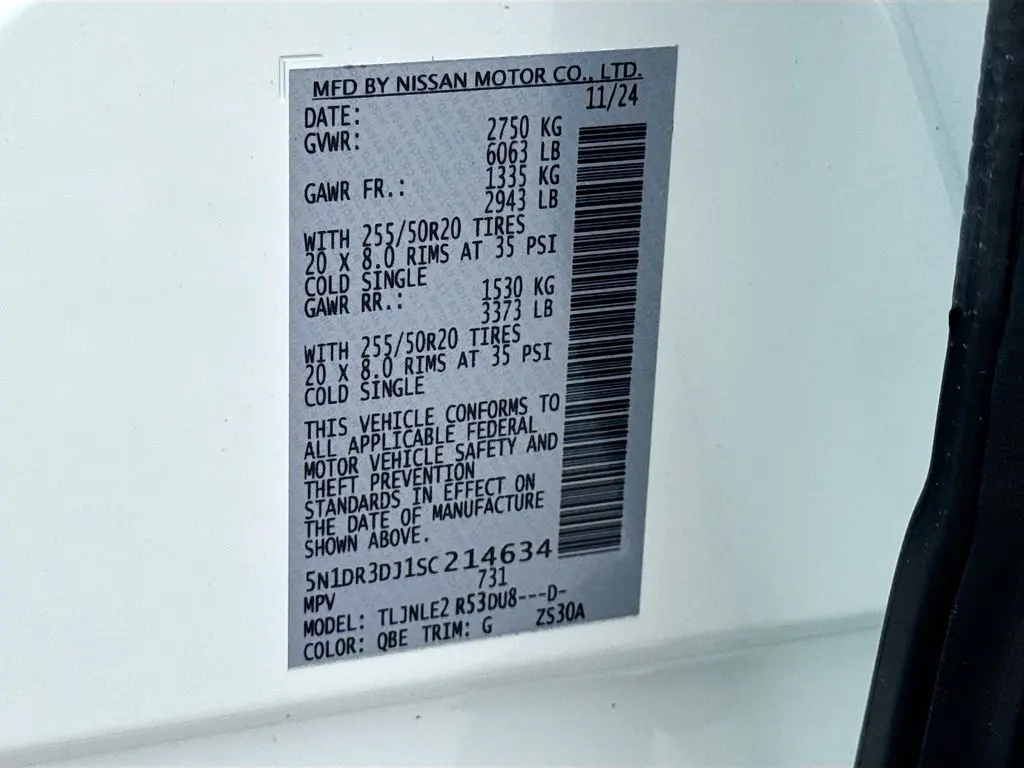 MFD BY NISSAN MOTOR CO., LTD.
DATE: 11/24
GVWR: 2750 KG
6063 LB
GAWR FR.: 1335 KG
2943 LB
WITH 255/50R20 TIRES
20 X 8.0 RIMS AT 35 PSI
COLD SINGLE
GAWR RR.: 1530 KG
3373 LB
WITH 255/50R20 TIRES
20 X 8.0 RIMS AT 35 PSI
COLD SINGLE
THIS VEHICLE CONFORMS TO
ALL APPLICABLE FEDERAL
MOTOR VEHICLE SAFETY AND
THEFT PREVENTION
STANDARDS IN EFFECT ON
THE DATE OF MANUFACTURE
SHOWN ABOVE.
5N1DR3DJ1SC214634
MPV 731
MODEL: TLJNLE2 R53DU8---D-
COLOR: QBE TRIM: G ZS30A